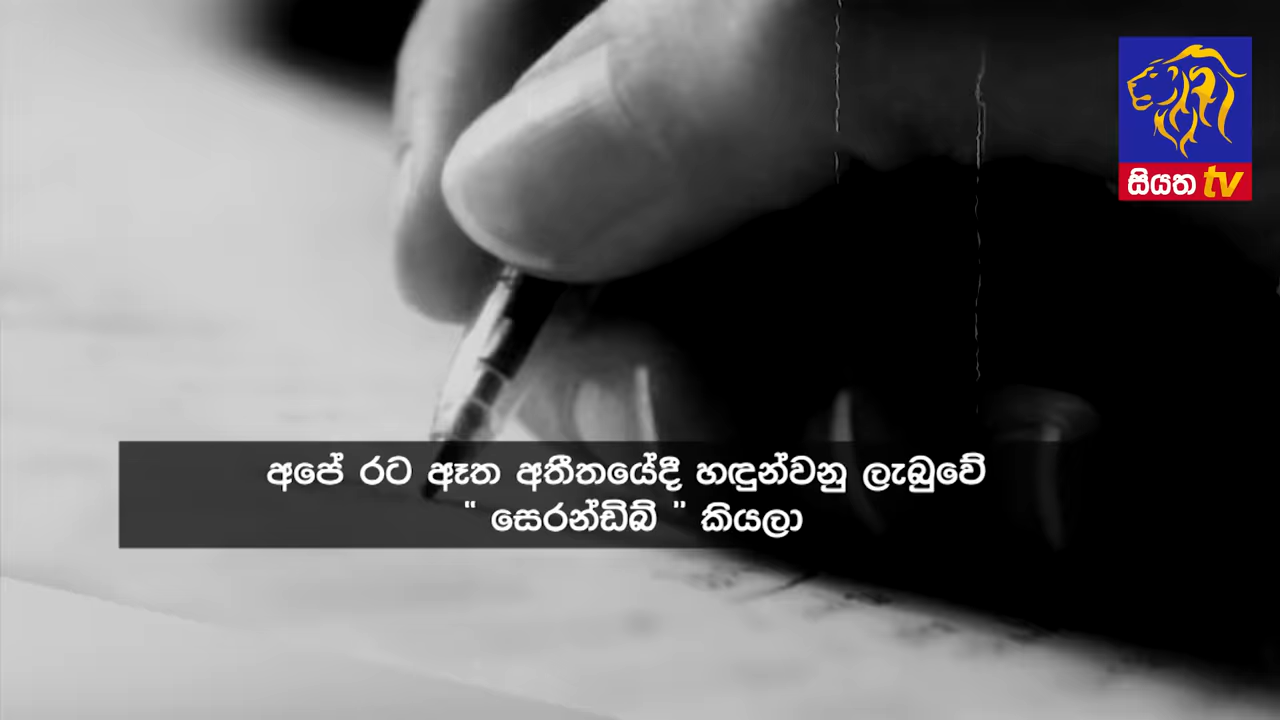 සියත tv
අපේ රට ඈත අතීතයේදී හඳුන්වනු ලැබුවේ
“ සෙරන්ඩිබ් ” කියලා